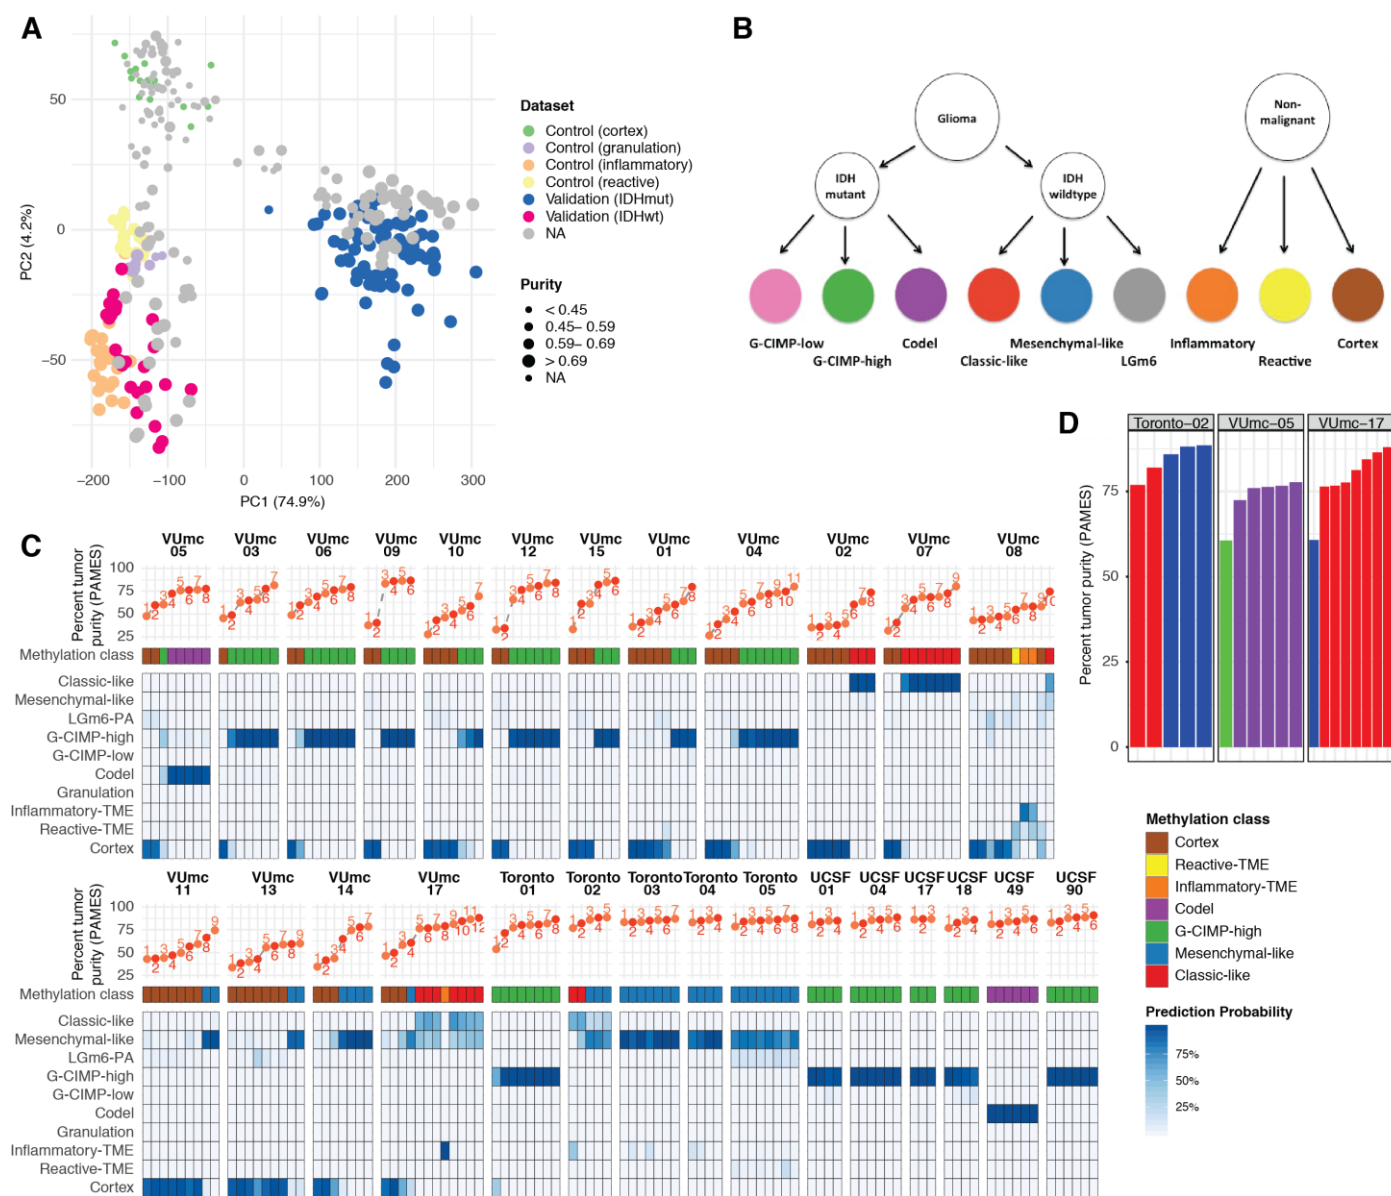 A
50
0
−50
−200
−100
0
100
200
300
PC2 (4.2%)
PC1 (74.9%)
Dataset
Control (cortex)
Control (granulation)
Control (inflammatory)
Control (reactive)
Validation (IDHmut)
Validation (IDHwt)
NA
Purity
< 0.45
0.45– 0.59
0.59– 0.69
> 0.69
NA
B
Glioma
Non-
malignant
IDH
mutant
IDH
wildtype
G-CIMP-low
G-CIMP-high
Codel
Classic-like
Mesenchymal-like
LGm6
Inflammatory
Reactive
Cortex
D
Toronto−02
VUmc−05
VUmc−17
Percent tumor purity (PAMES)
75
50
25
0
C
VUmc
05
VUmc
03
VUmc
06
VUmc
09
VUmc
10
VUmc
12
VUmc
15
VUmc
01
VUmc
04
VUmc
02
VUmc
07
VUmc
08
Percent tumor
purity (PAMES)
100
75
50
25
Methylation class
Classic-like
Mesenchymal-like
LGm6-PA
G-CIMP-high
G-CIMP-low
Codel
Granulation
Inflammatory-TME
Reactive-TME
Cortex
VUmc
11
VUmc
13
VUmc
14
VUmc
17
Toronto
01
Toronto
02
Toronto
03
Toronto
04
Toronto
05
UCSF
01
UCSF
04
UCSF
17
UCSF
18
UCSF
49
UCSF
90
Percent tumor
purity (PAMES)
100
75
50
25
Methylation class
Classic-like
Mesenchymal-like
LGm6-PA
G-CIMP-high
G-CIMP-low
Codel
Granulation
Inflammatory-TME
Reactive-TME
Cortex
Methylation class
Cortex
Reactive-TME
Inflammatory-TME
Codel
G-CIMP-high
Mesenchymal-like
Classic-like
Prediction Probability
75%
50%
25%